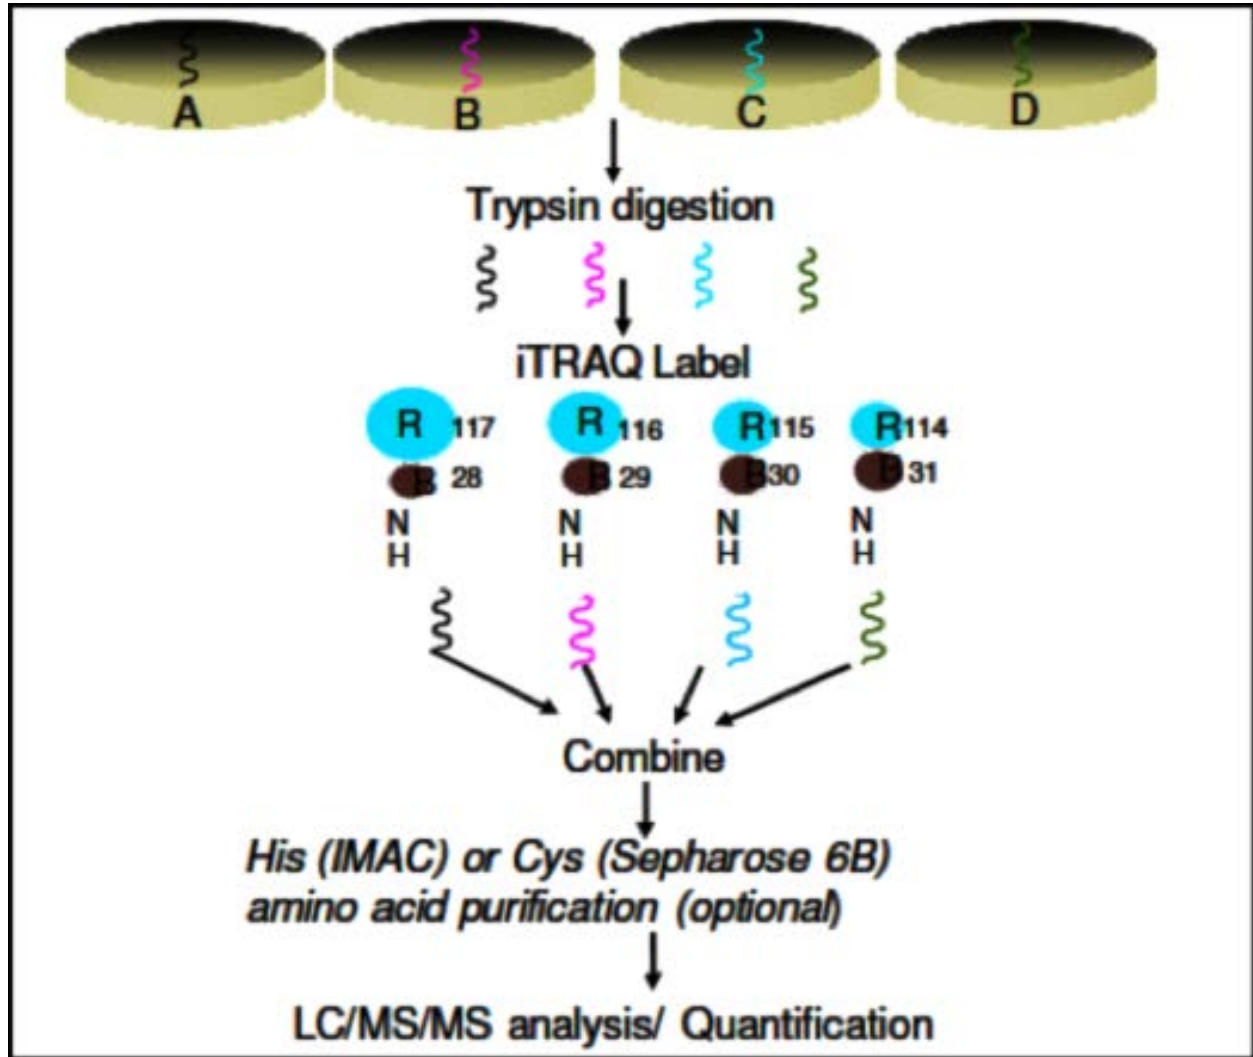 A B C D
Trypsin digestion
iTRAQ Label
R 117 R 116 R 115 R 114
B 28 B 29 B 30 B 31
N N N N
H H H H
Combine
His (IMAC) or Cys (Sepharose 6B)
amino acid purification (optional)
LC/MS/MS analysis/ Quantification